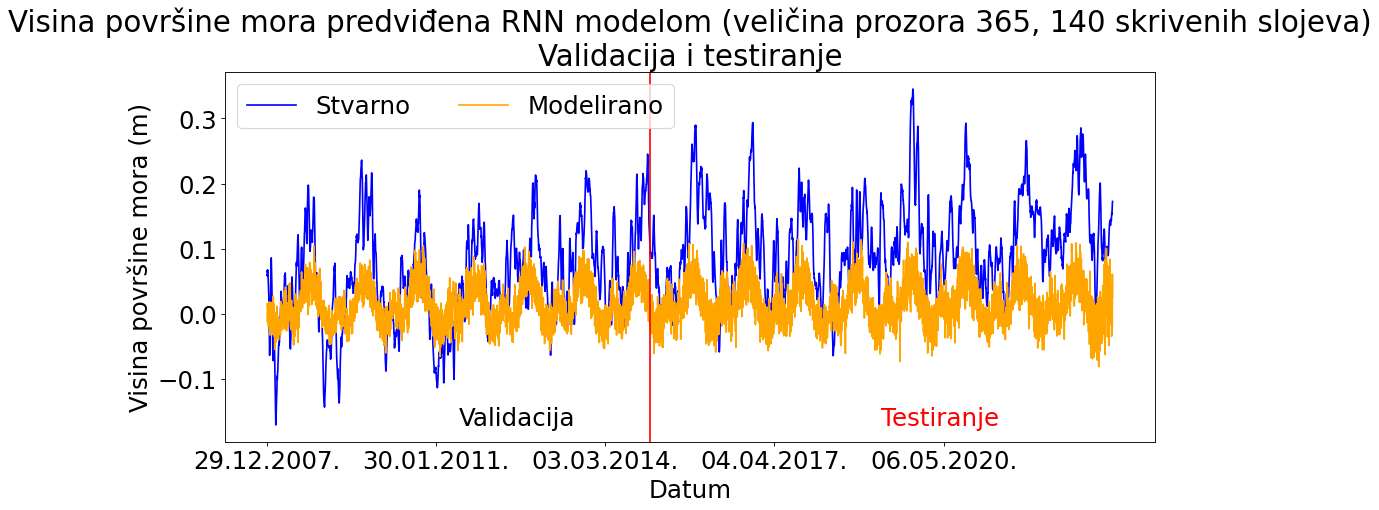 Visina površine mora predviđena RNN modelom (veličina prozora 365, 140 skrivenih slojeva)
Validacija i testiranje
Stvarno Modelirano
Visina površine mora (m)
0.3
0.2
0.1
0.0
−0.1
Validacija Testiranje
29.12.2007. 30.01.2011. 03.03.2014. 04.04.2017. 06.05.2020.
Datum